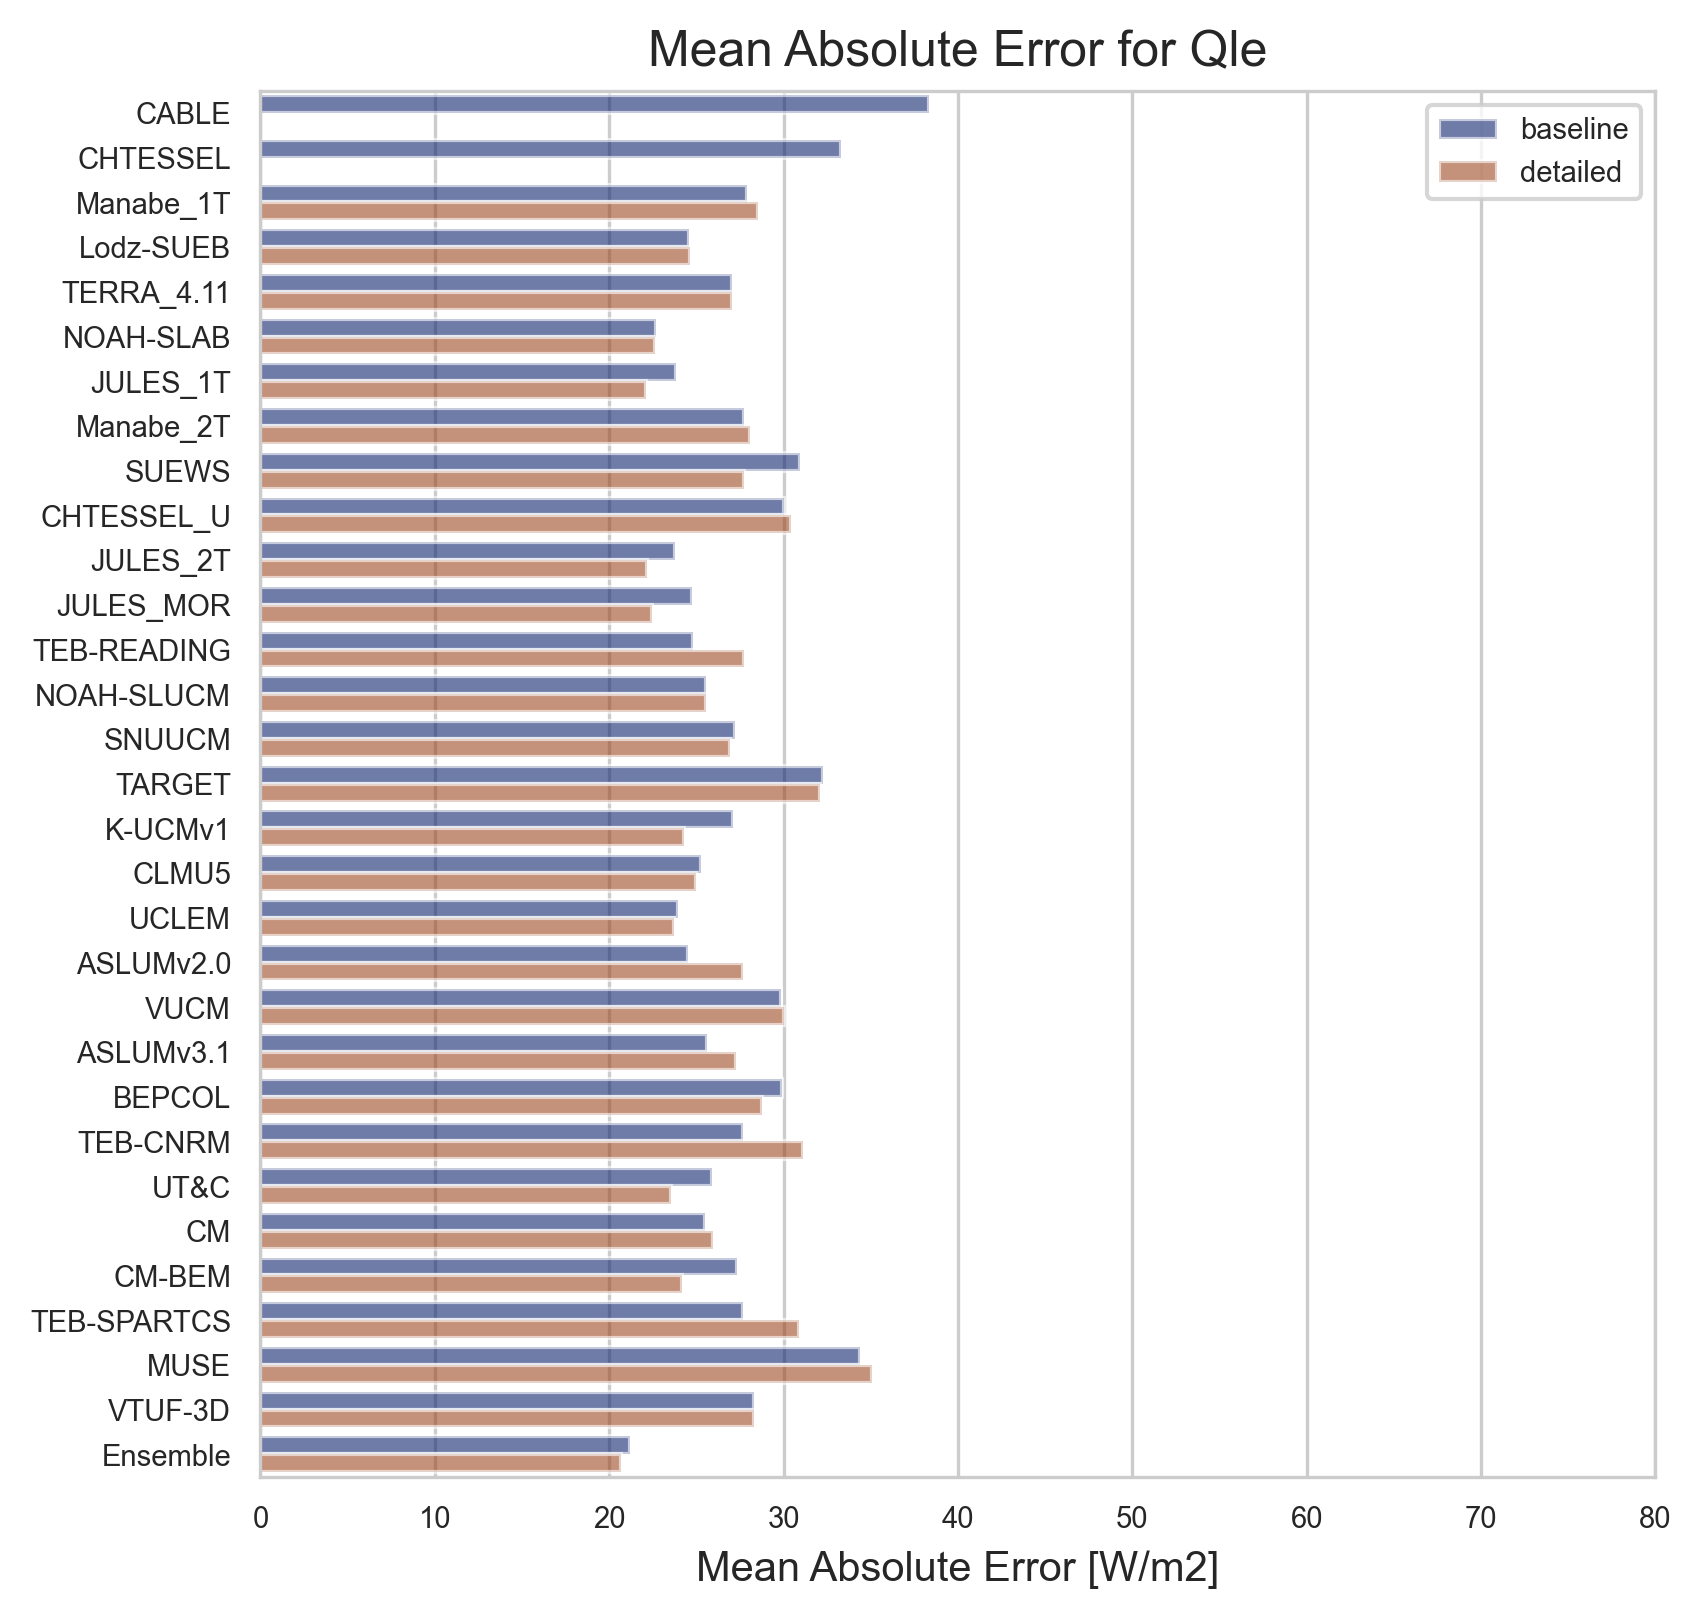 Mean Absolute Error for Qle
baseline
detailed
CABLE
CHTESSEL
Manabe_1T
Lodz-SUEB
TERRA_4.11
NOAH-SLAB
JULES_1T
Manabe_2T
SUEWS
CHTESSEL_U
JULES_2T
JULES_MOR
TEB-READING
NOAH-SLUCM
SNUUCM
TARGET
K-UCMv1
CLMU5
UCLEM
ASLUMv2.0
VUCM
ASLUMv3.1
BEPCOL
TEB-CNRM
UT&C
CM
CM-BEM
TEB-SPARTCS
MUSE
VTUF-3D
Ensemble
0 10 20 30 40 50 60 70 80
Mean Absolute Error [W/m2]